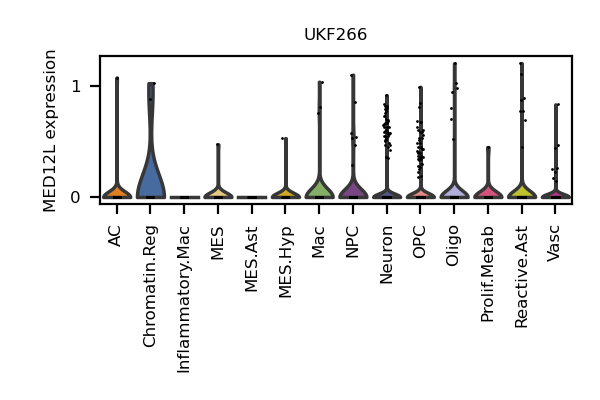 UKF266
MED12L expression
1
0
AC
Chromatin.Reg
Inflammatory.Mac
MES
MES.Ast
MES.Hyp
Mac
NPC
Neuron
OPC
Oligo
Prolif.Metab
Reactive.Ast
Vasc